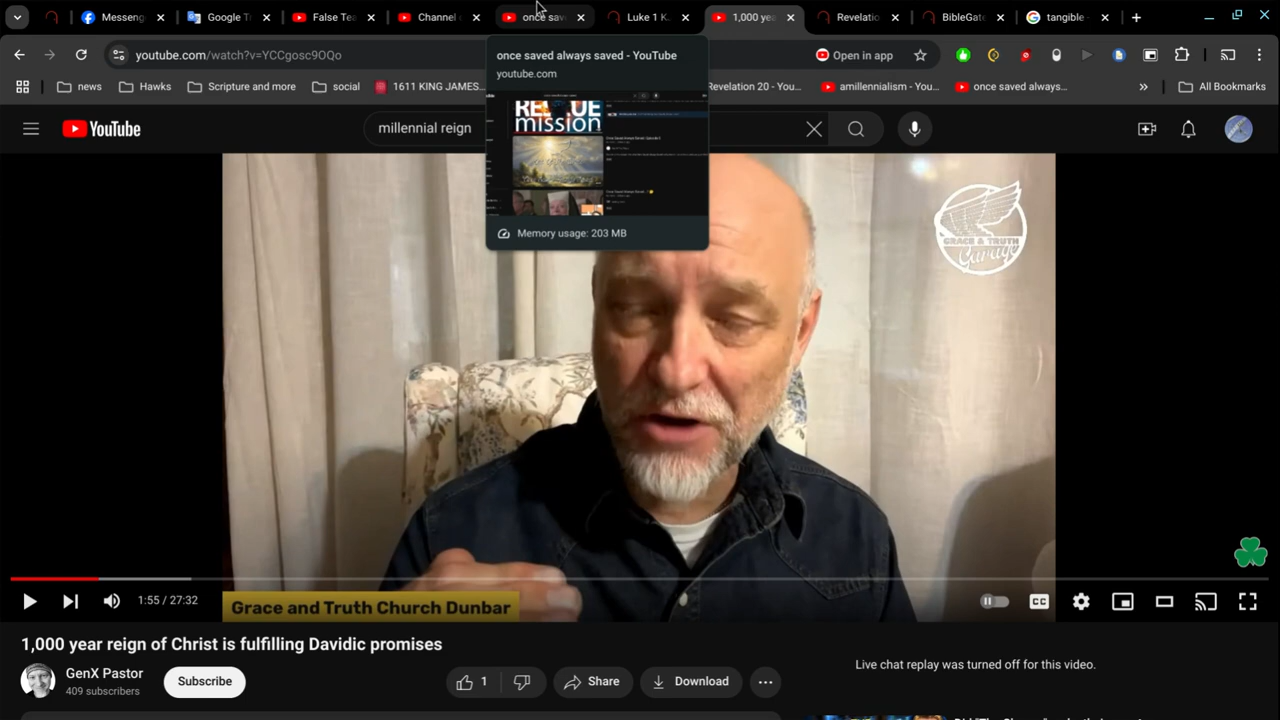 Messeng
Google T
False Tea
Channel c
once save
Luke 1 K
1,000 yea
Revelatio
BibleGate
tangible -
youtube.com/watch?v=YCCgosc9OQo
Open in app
once saved always saved - YouTube
youtube.com
news
Hawks
Scripture and more
social
1611 KING JAMES...
Revelation 20 - You...
amillennialism - You...
once saved always...
»
All Bookmarks
YouTube
millennial reign
RESCUE
mission
Memory usage: 203 MB
GRACE & TRUTH
Garage
1:55 / 27:32
Grace and Truth Church Dunbar
CC
1,000 year reign of Christ is fulfilling Davidic promises
GenX Pastor
409 subscribers
Subscribe
1
Share
Download
Live chat replay was turned off for this video.